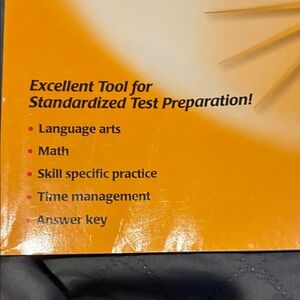 Excellent Tool for
Standardized Test Preparation!
• Language arts
• Math
• Skill specific practice
• Time management
• Answer key